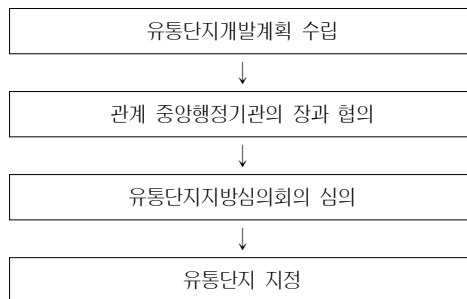 유통단지개발계획 수립
↓
관계 중앙행정기관의 장과 협의
↓
유통단지지방심의회의 심의
↓
유통단지 지정